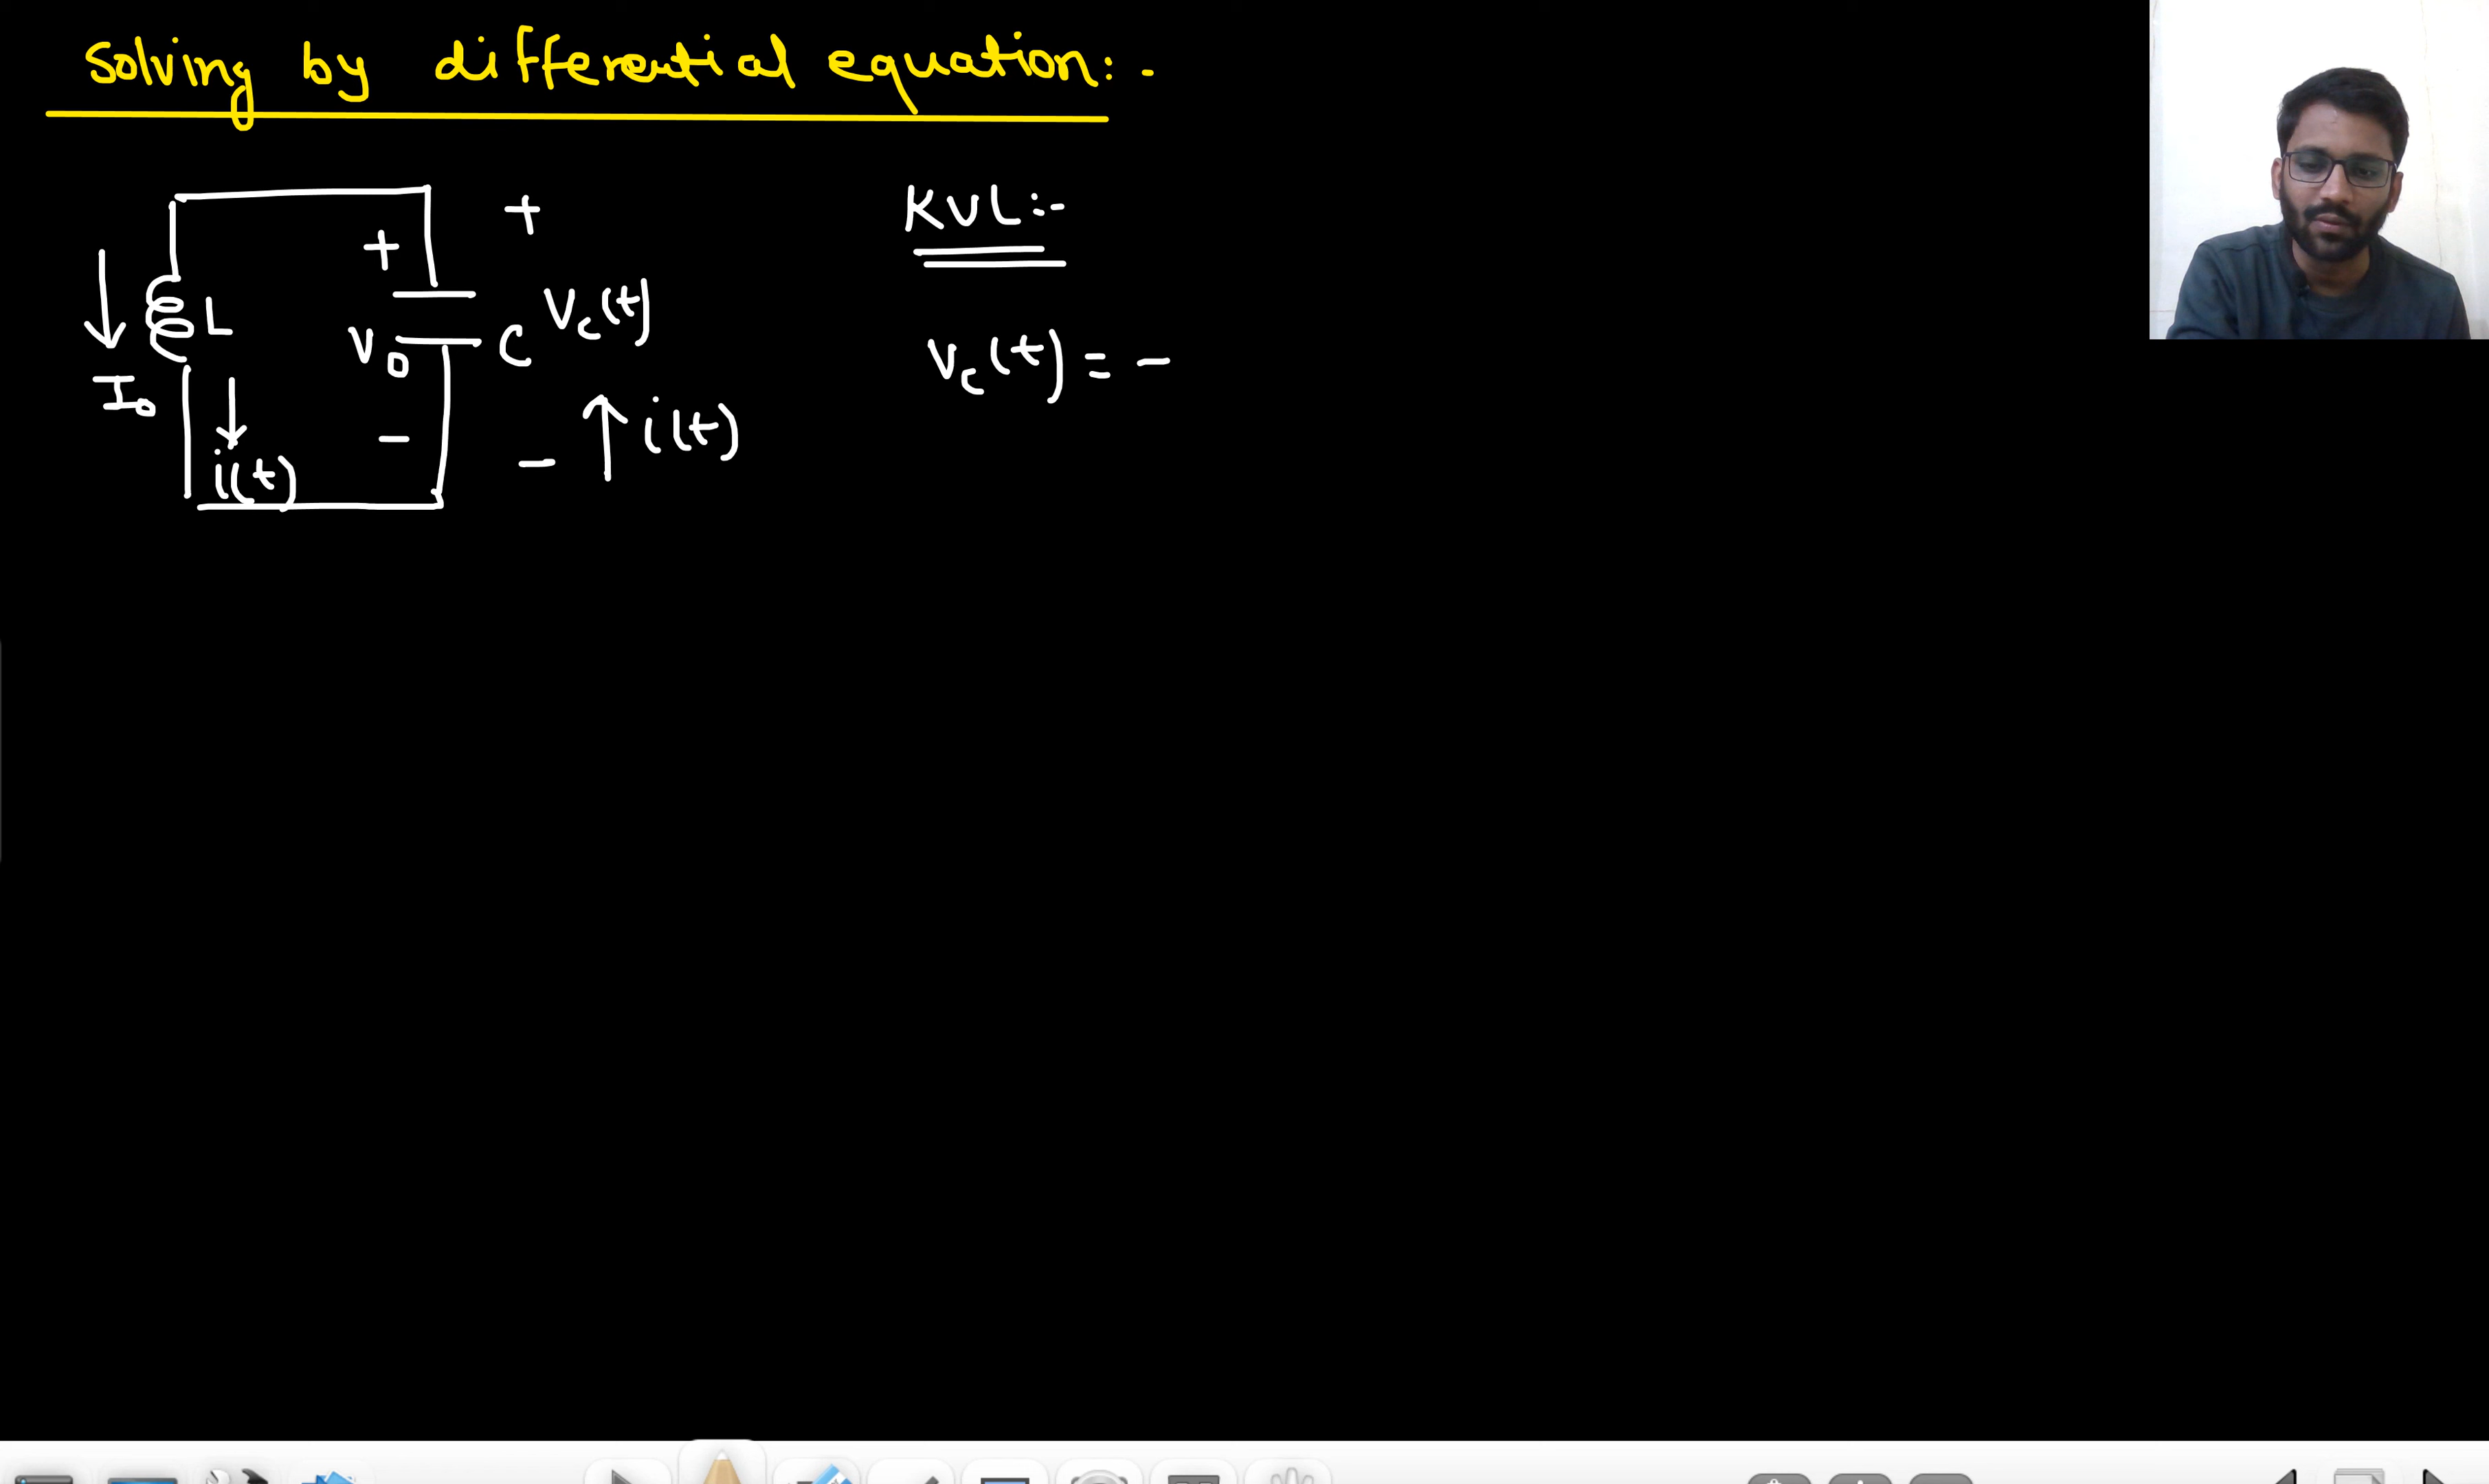 Solving by differential equation:-
KVL:-
+
+
L
V0
C
Vc(t)
Vc(t) = -
I0
i(t)
-
-
i(t)